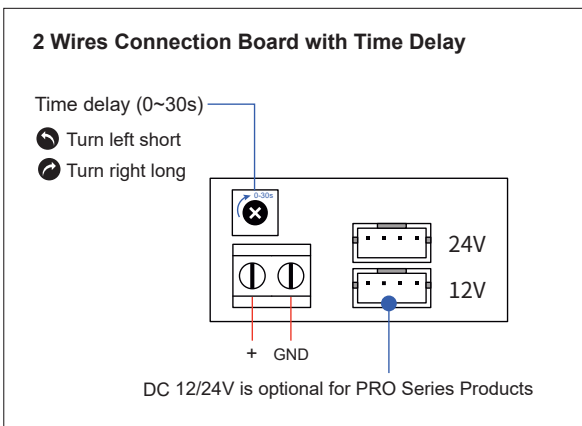 2 Wires Connection Board with Time Delay
Time delay (0~30s)
Turn left short
Turn right long
0-30s
24V
12V
+ GND
DC 12/24V is optional for PRO Series Products